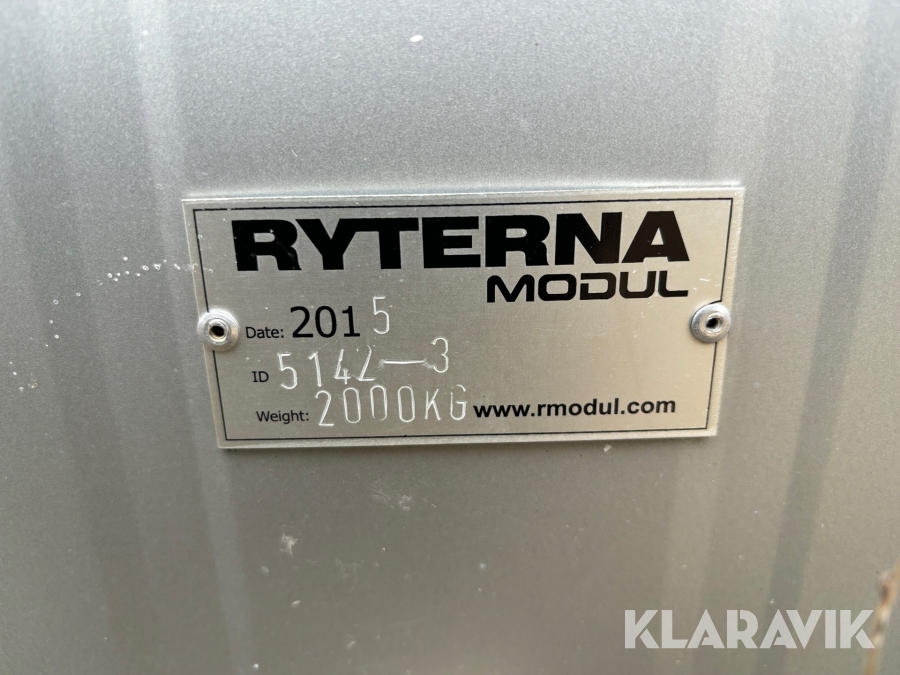 RYTERNA
MODUL
Date: 2015
ID 5142-3
Weight: 2000KG www.rmodul.com
KLARAVIK